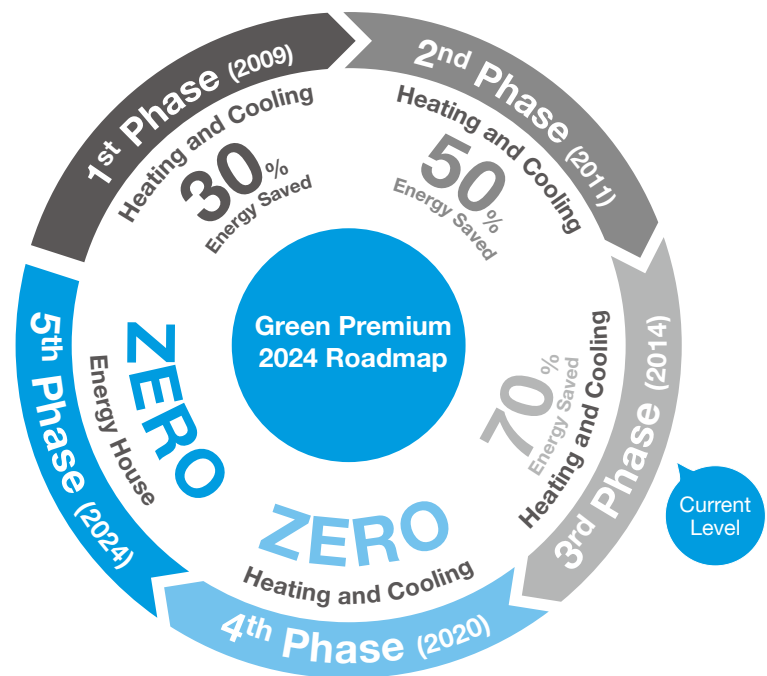 1st Phase (2009)
Heating and Cooling
30%
Energy Saved
2nd Phase (2011)
Heating and Cooling
50%
Energy Saved
3rd Phase (2014)
Heating and Cooling
70%
Energy Saved
Current
Level
4th Phase (2020)
Heating and Cooling
ZERO
5th Phase (2024)
Energy House
ZERO
Green Premium
2024 Roadmap